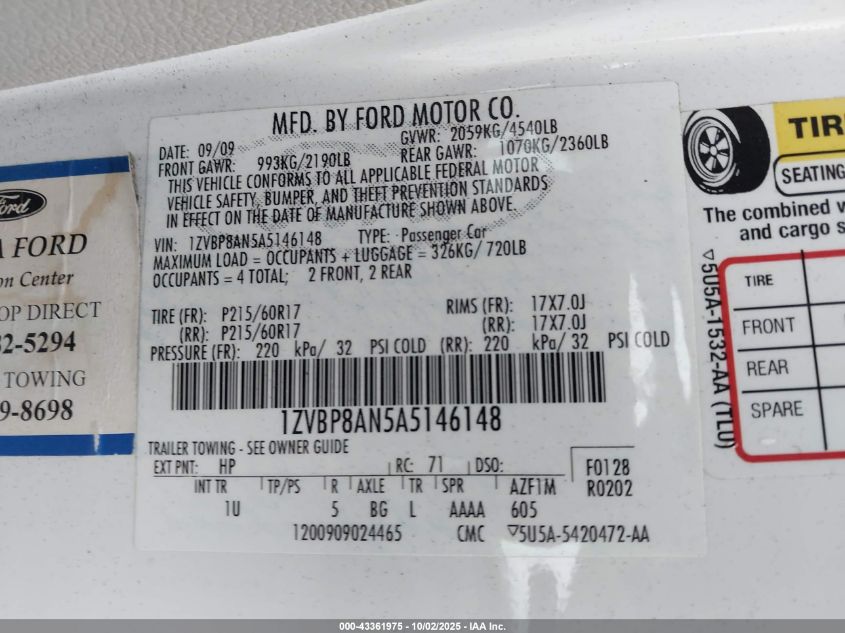 MFD. BY FORD MOTOR CO.
DATE: 09/09 GVWR: 2059KG/4540LB
FRONT GAWR: 993KG/2190LB REAR GAWR: 1070KG/2360LB
THIS VEHICLE CONFORMS TO ALL APPLICABLE FEDERAL MOTOR
VEHICLE SAFETY, BUMPER, AND THEFT PREVENTION STANDARDS
IN EFFECT ON THE DATE OF MANUFACTURE SHOWN ABOVE.
VIN: 1ZVBP8AN5A5146148 TYPE: Passenger Car
MAXIMUM LOAD = OCCUPANTS + LUGGAGE = 326KG/ 720LB
OCCUPANTS = 4 TOTAL; 2 FRONT, 2 REAR
TIRE (FR): P215/60R17 RIMS (FR): 17X7.0J
(RR): P215/60R17 (RR): 17X7.0J
PRESSURE (FR): 220 kPa/ 32 PSI COLD (RR): 220 kPa/ 32 PSI COLD
1ZVBP8AN5A5146148
TRAILER TOWING - SEE OWNER GUIDE
EXT PNT: HP RC: 71 DSO: F0128
R0202
INT TR TP/PS R AXLE TR SPR AZF1M
1U 5 BG L AAAA 605
1200909024465 CMC ▽5U5A-5420472-AA
Ford
A FORD
on Center
OP DIRECT
32-5294
TOWING
9-8698
TIR
SEATING
The combined w
and cargo s
▽5U5A-1532-AA (TLU)
TIRE
FRONT
REAR
SPARE
000-43361975 - 10/02/2025 - IAA Inc.